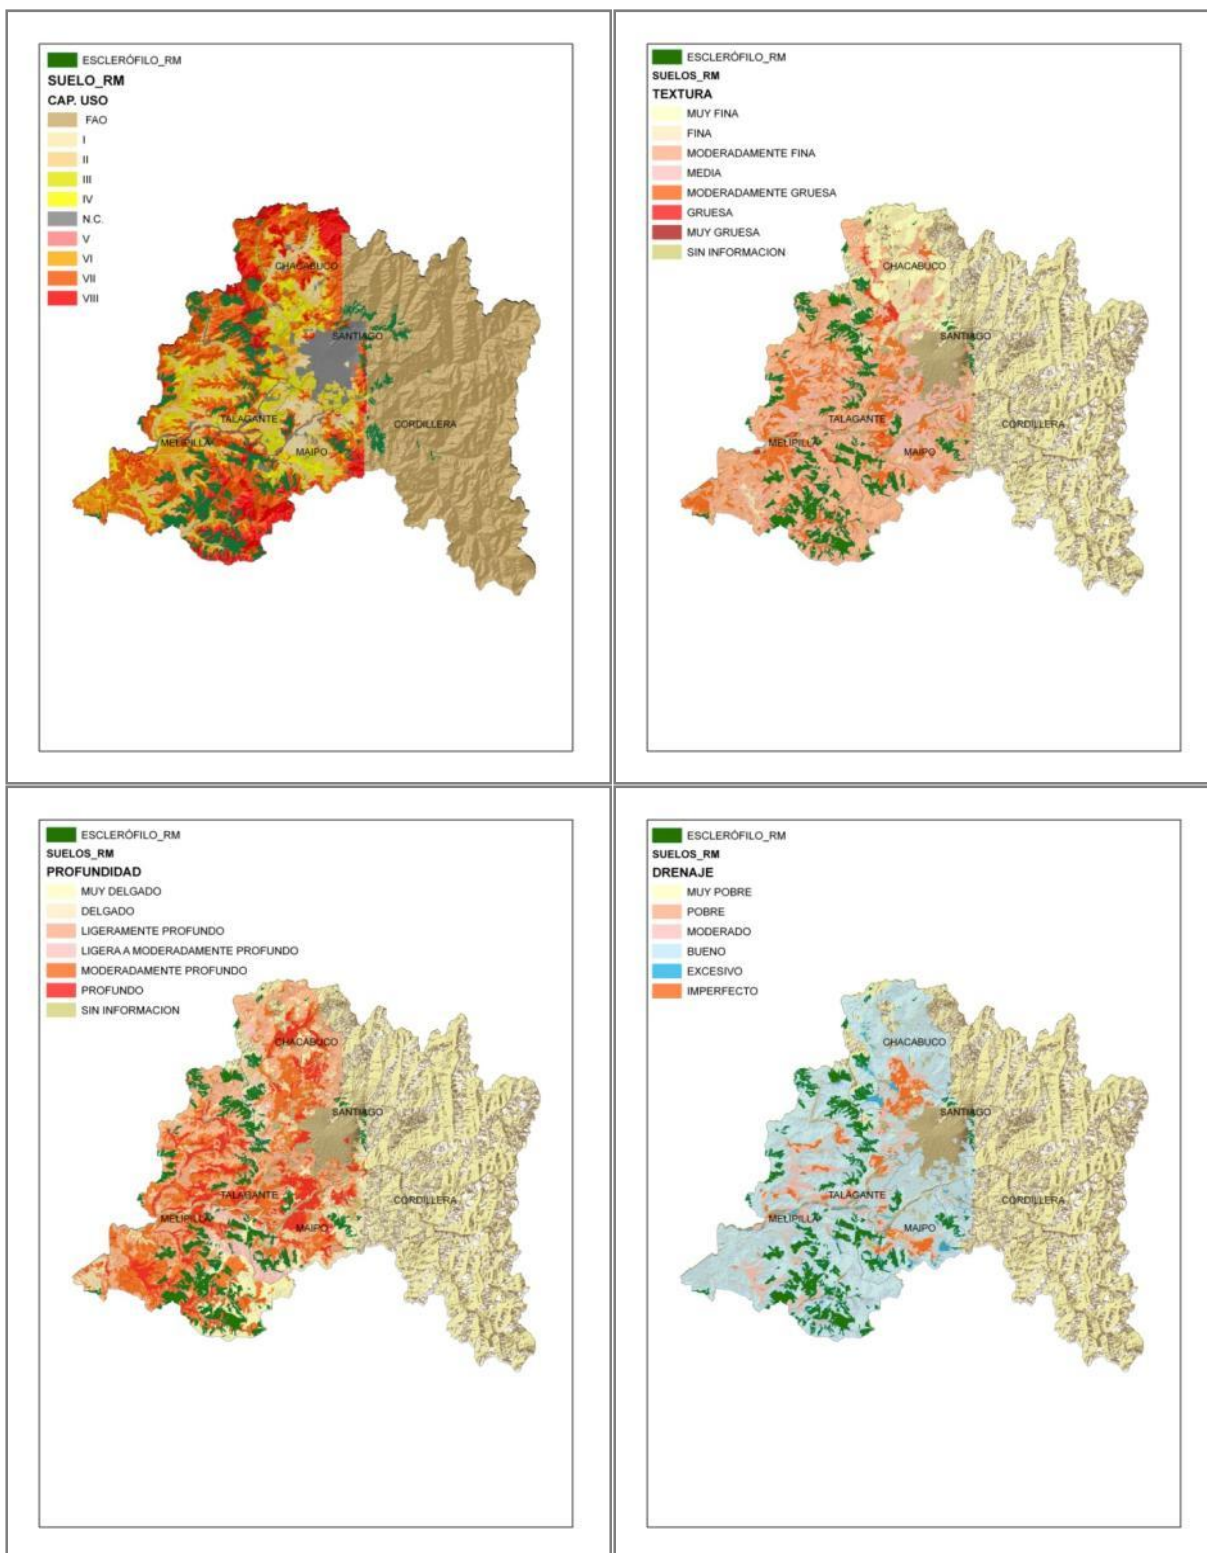 ESCLERÓFILO_RM
SUELO_RM
CAP. USO
FAO
I
II
III
IV
N.C.
V
VI
VII
VIII
CHACABUCO
SANTIAGO
TALAGANTE
CORDILLERA
MELIPILLA
MAIPO
ESCLERÓFILO_RM
SUELOS_RM
TEXTURA
MUY FINA
FINA
MODERADAMENTE FINA
MEDIA
MODERADAMENTE GRUESA
GRUESA
MUY GRUESA
SIN INFORMACION
CHACABUCO
SANTIAGO
TALAGANTE
CORDILLERA
MELIPILLA
MAIPO
ESCLERÓFILO_RM
SUELOS_RM
PROFUNDIDAD
MUY DELGADO
DELGADO
LIGERAMENTE PROFUNDO
LIGERA A MODERADAMENTE PROFUNDO
MODERADAMENTE PROFUNDO
PROFUNDO
SIN INFORMACION
CHACABUCO
SANTIAGO
TALAGANTE
CORDILLERA
MELIPILLA
MAIPO
ESCLERÓFILO_RM
SUELOS_RM
DRENAJE
MUY POBRE
POBRE
MODERADO
BUENO
EXCESIVO
IMPERFECTO
CHACABUCO
SANTIAGO
TALAGANTE
CORDILLERA
MELIPILLA
MAIPO